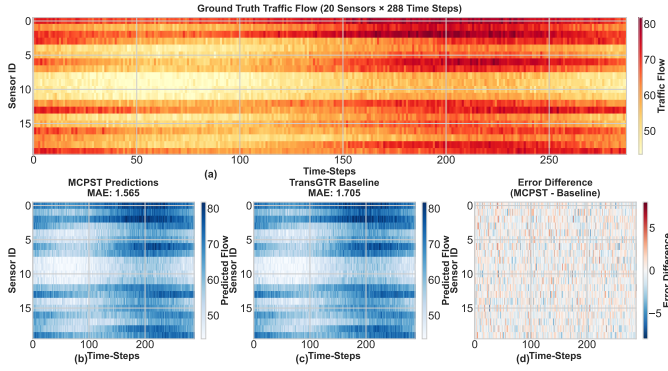 Ground Truth Traffic Flow (20 Sensors × 288 Time Steps)
Sensor ID
0
5
10
15
0
50
100
150
200
250
Time-Steps
(a)
80
70
60
50
Traffic Flow
MCPST Predictions
MAE: 1.565
Sensor ID
0
5
10
15
0
100
200
Time-Steps
(b)
80
70
60
50
Predicted Flow
TransGTR Baseline
MAE: 1.705
Sensor ID
0
5
10
15
0
100
200
Time-Steps
(c)
80
70
60
50
Predicted Flow
Error Difference
(MCPST - Baseline)
Sensor ID
0
5
10
15
0
100
200
Time-Steps
(d)
5
0
−5
Error Difference